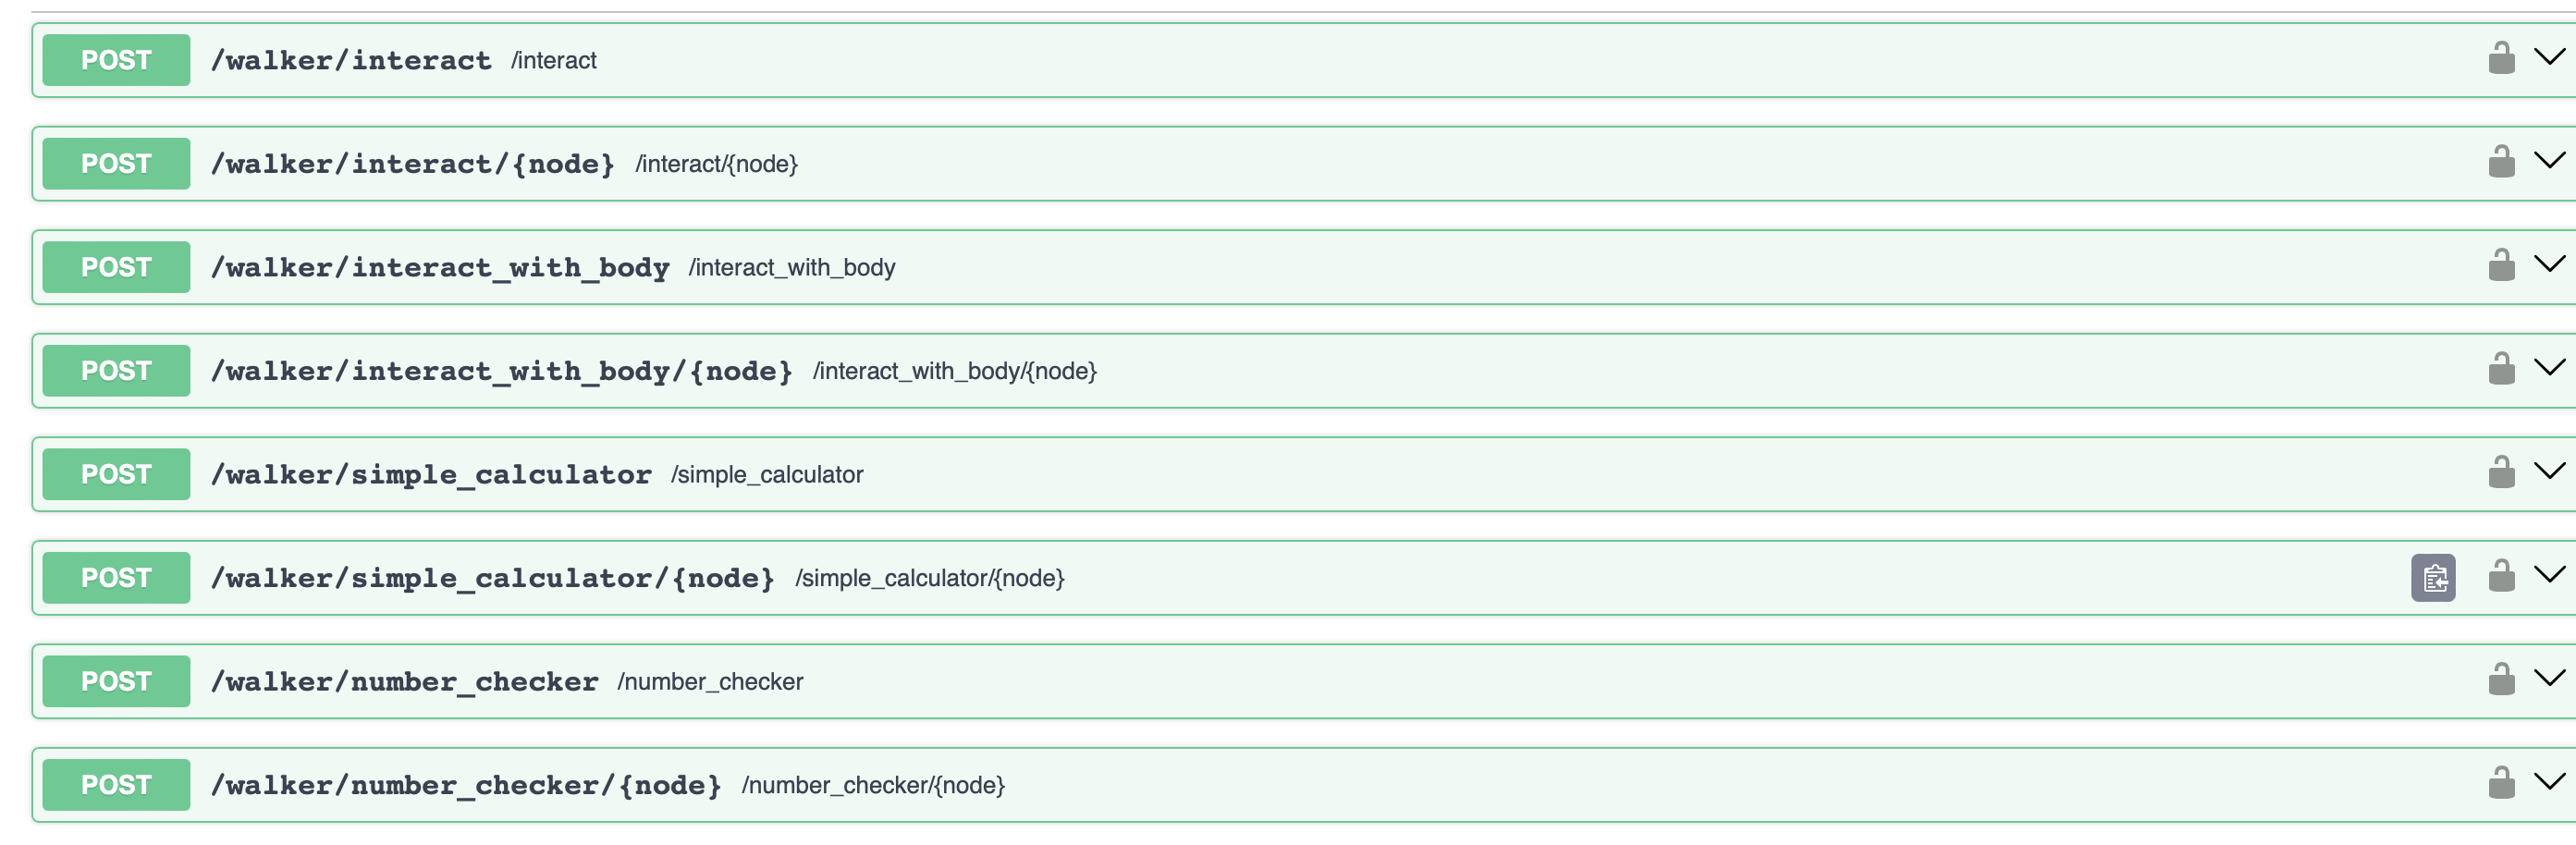 POST /walker/interact /interact
POST /walker/interact/{node} /interact/{node}
POST /walker/interact_with_body /interact_with_body
POST /walker/interact_with_body/{node} /interact_with_body/{node}
POST /walker/simple_calculator /simple_calculator
POST /walker/simple_calculator/{node} /simple_calculator/{node}
POST /walker/number_checker /number_checker
POST /walker/number_checker/{node} /number_checker/{node}